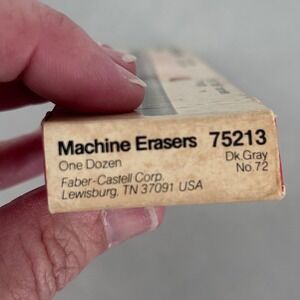 Machine Erasers 75213
One Dozen Dk.Gray
No.72
Faber-Castell Corp.
Lewisburg, TN 37091 USA